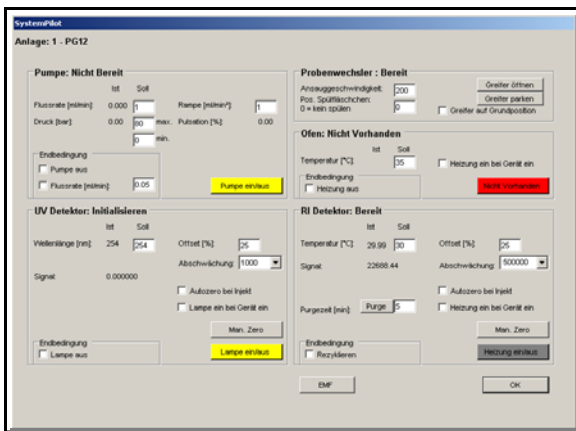 SystemPilot
Anlage: 1 - PG12
Pumpe: Nicht Bereit
Ist Soll
Flussrate [ml/min]: 0.000 1 Rampe [ml/min²]: 1
Druck [bar]: 0.00 80 max. Pulsation [%]: 0.00
0 min.
Endbedingung
Pumpe aus
Flussrate [ml/min]: 0.05 Pumpe ein/aus
Probenwechsler : Bereit
Ansauggeschwindigkeit: 200 Greifer öffnen
Pos. Spülfläschchen: Greifer parken
0 = kein spülen 0 Greifer auf Grundposition
Ofen: Nicht Vorhanden
Ist Soll
Temperatur [°C]: 35 Heizung ein bei Gerät ein
Endbedingung
Heizung aus Nicht Vorhanden
UV Detektor: Initialisieren
Ist Soll
Wellenlänge [nm]: 254 254 Offset [%]: 25
Abschwächung: 1000
Signal: 0.000000
Autozero bei Injekt
Lampe ein bei Gerät ein
Man. Zero
Endbedingung
Lampe aus Lampe ein/aus
RI Detektor: Bereit
Ist Soll
Temperatur [°C]: 29.99 30 Offset [%]: 25
Signal: 22688.44 Abschwächung: 500000
Autozero bei Injekt
Purgezeit [min]: Purge 5 Heizung ein bei Gerät ein
Man. Zero
Endbedingung
Rezyklieren Heizung ein/aus
EMF OK